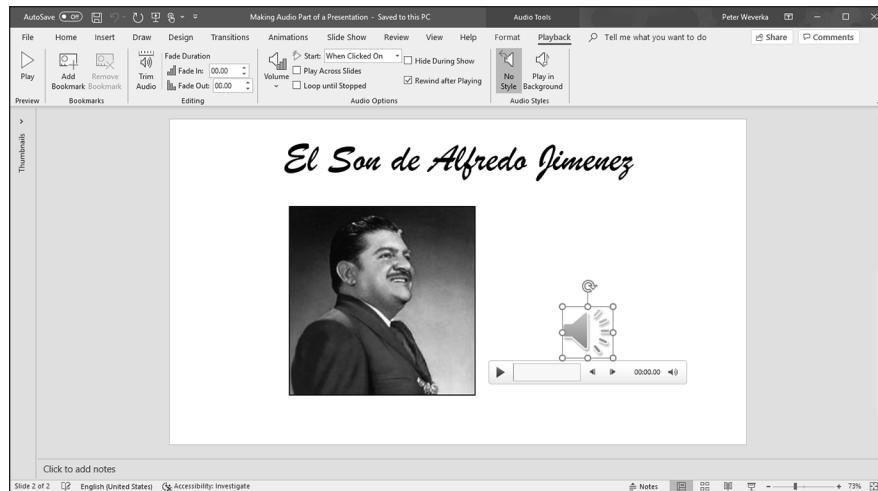 AutoSave Off Making Audio Part of a Presentation - Saved to this PC Audio Tools Peter Weverka
File Home Insert Draw Design Transitions Animations Slide Show Review View Help Format Playback Tell me what you want to do Share Comments
Play
Preview
Add Bookmark
Remove Bookmark
Bookmarks
Trim Audio
Fade Duration
Fade In: 00.00
Fade Out: 00.00
Editing
Volume
Start: When Clicked On
Play Across Slides
Loop until Stopped
Hide During Show
Rewind after Playing
Audio Options
No Style
Play in Background
Audio Styles
Thumbnails
El Son de Alfredo Jimenez
00:00.00
Click to add notes
Slide 2 of 2 English (United States) Accessibility: Investigate Notes 73%